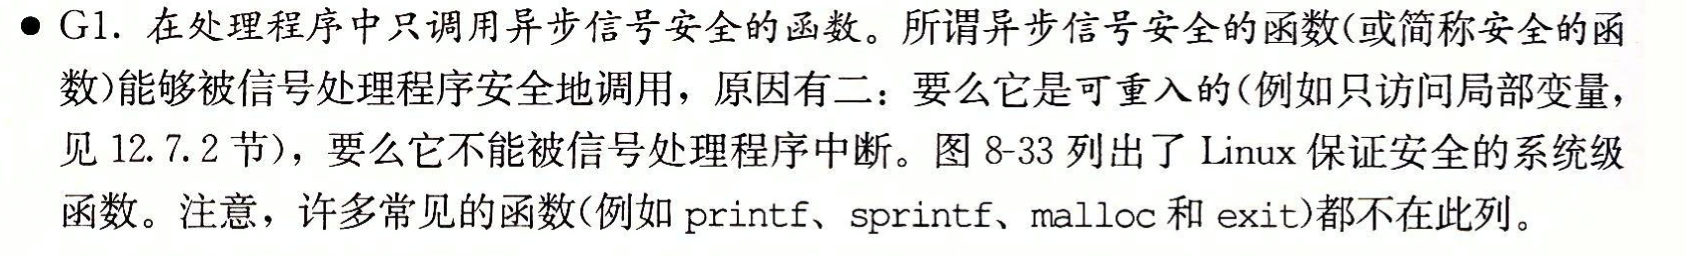 ● G1. 在处理程序中只调用异步信号安全的函数。所谓异步信号安全的函数(或简称安全的函
数)能够被信号处理程序安全地调用，原因有二：要么它是可重入的(例如只访问局部变量，
见 12.7.2 节)，要么它不能被信号处理程序中断。图 8-33 列出了 Linux 保证安全的系统级
函数。注意，许多常见的函数(例如 printf、sprintf、malloc 和 exit)都不在此列。